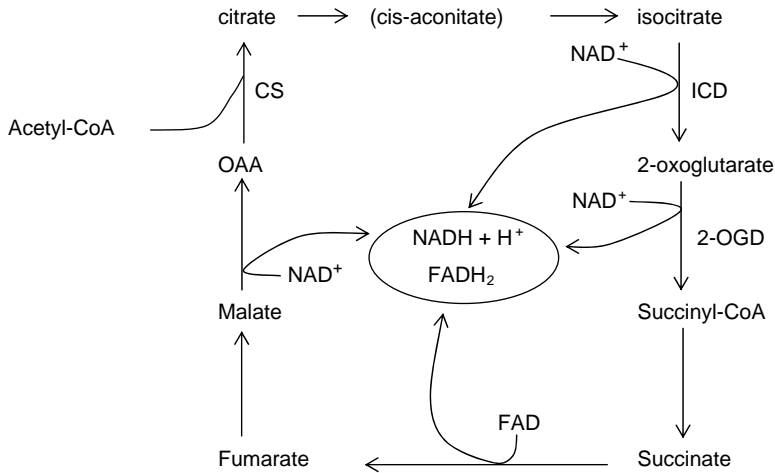 citrate (cis-aconitate) isocitrate
NAD⁺
CS ICD
Acetyl-CoA
OAA 2-oxoglutarate
NAD⁺
NADH + H⁺ 2-OGD
NAD⁺ FADH₂
Malate Succinyl-CoA
FAD
Fumarate Succinate